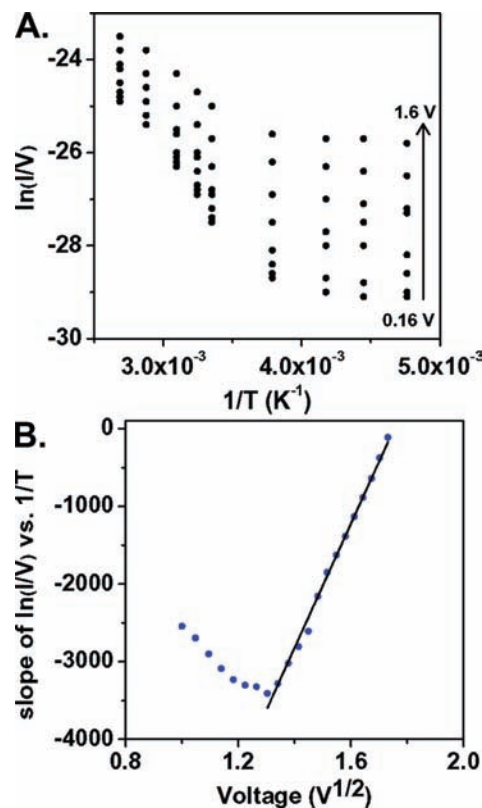 A.
-24
-26
-28
-30
ln(I/V)
1.6 V
0.16 V
3.0x10⁻³ 4.0x10⁻³ 5.0x10⁻³
1/T (K⁻¹)
B.
0
-1000
-2000
-3000
-4000
slope of ln(I/V) vs. 1/T
0.8 1.2 1.6 2.0
Voltage (V¹ᐟ²)